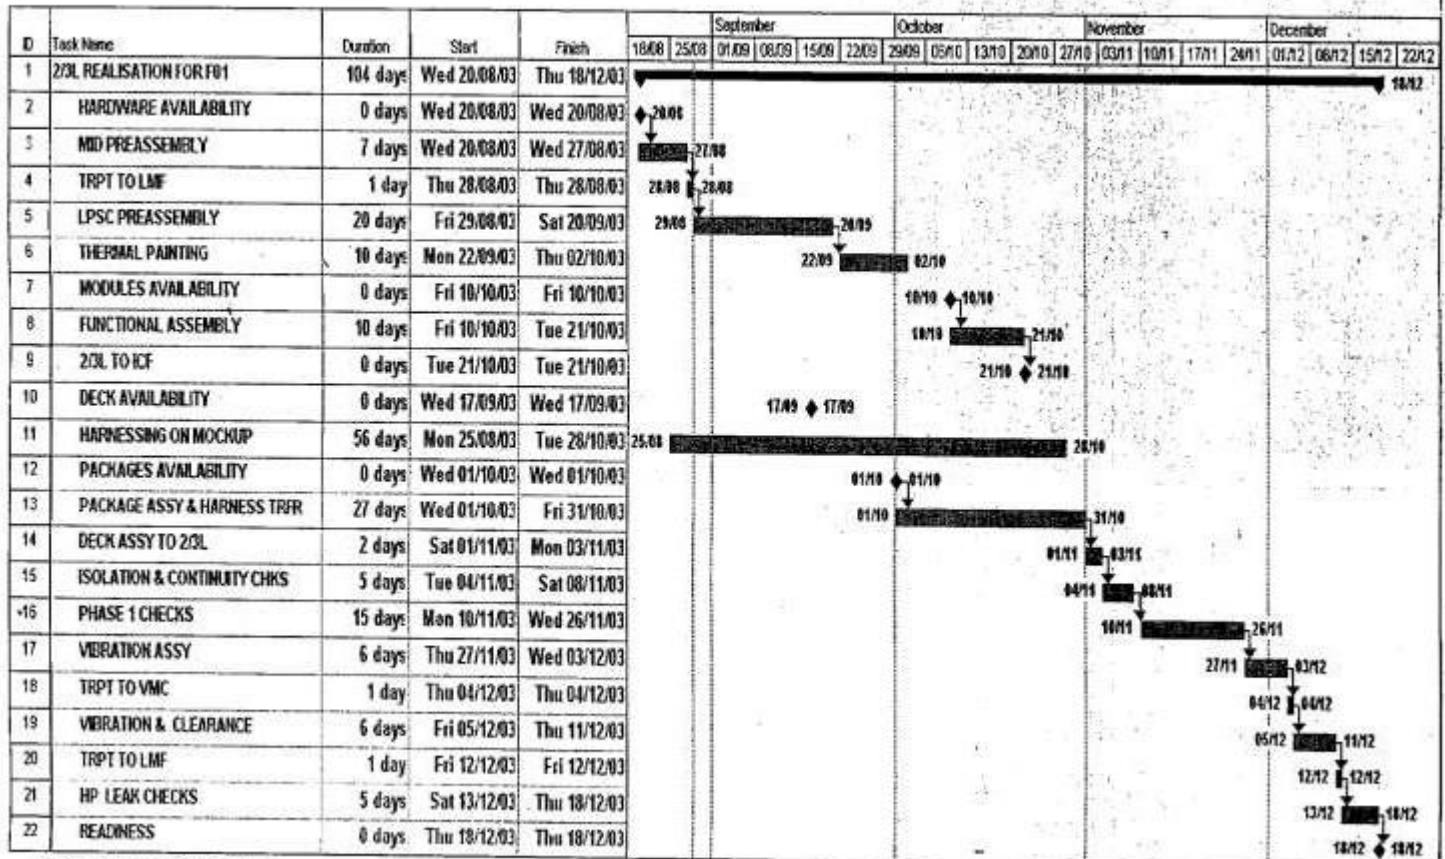 September October November December
ID Task Name Duration Start Finish 18/08 25/08 01/09 08/09 15/09 22/09 29/09 06/10 13/10 20/10 27/10 03/11 10/11 17/11 24/11 01/12 08/12 15/12 22/12
1 2/3L REALISATION FOR F01 104 days Wed 20/08/03 Thu 18/12/03 18/12
2 HARDWARE AVAILABILITY 0 days Wed 20/08/03 Wed 20/08/03 20/08
3 MID PREASSEMBLY 7 days Wed 20/08/03 Wed 27/08/03 27/08
4 TRPT TO LMF 1 day Thu 28/08/03 Thu 28/08/03 28/08 28/08
5 LPSC PREASSEMBLY 20 days Fri 29/08/03 Sat 20/09/03 29/08 20/09
6 THERMAL PAINTING 10 days Mon 22/09/03 Thu 02/10/03 22/09 02/10
7 MODULES AVAILABILITY 0 days Fri 10/10/03 Fri 10/10/03 10/10 10/10
8 FUNCTIONAL ASSEMBLY 10 days Fri 10/10/03 Tue 21/10/03 10/10 21/10
9 2/3L TO ICF 0 days Tue 21/10/03 Tue 21/10/03 21/10 21/10
10 DECK AVAILABILITY 0 days Wed 17/09/03 Wed 17/09/03 17/09 17/09
11 HARNESSING ON MOCKUP 56 days Mon 25/08/03 Tue 28/10/03 25/08 28/10
12 PACKAGES AVAILABILITY 0 days Wed 01/10/03 Wed 01/10/03 01/10 01/10
13 PACKAGE ASSY & HARNESS TRFR 27 days Wed 01/10/03 Fri 31/10/03 01/10 31/10
14 DECK ASSY TO 2/3L 2 days Sat 01/11/03 Mon 03/11/03 01/11 03/11
15 ISOLATION & CONTINUITY CHKS 5 days Tue 04/11/03 Sat 08/11/03 04/11 08/11
16 PHASE 1 CHECKS 15 days Mon 10/11/03 Wed 26/11/03 10/11 26/11
17 VIBRATION ASSY 6 days Thu 27/11/03 Wed 03/12/03 27/11 03/12
18 TRPT TO VMC 1 day Thu 04/12/03 Thu 04/12/03 04/12 04/12
19 VIBRATION & CLEARANCE 6 days Fri 05/12/03 Thu 11/12/03 05/12 11/12
20 TRPT TO LMF 1 day Fri 12/12/03 Fri 12/12/03 12/12 12/12
21 HP LEAK CHECKS 5 days Sat 13/12/03 Thu 18/12/03 13/12 18/12
22 READINESS 0 days Thu 18/12/03 Thu 18/12/03 18/12 18/12